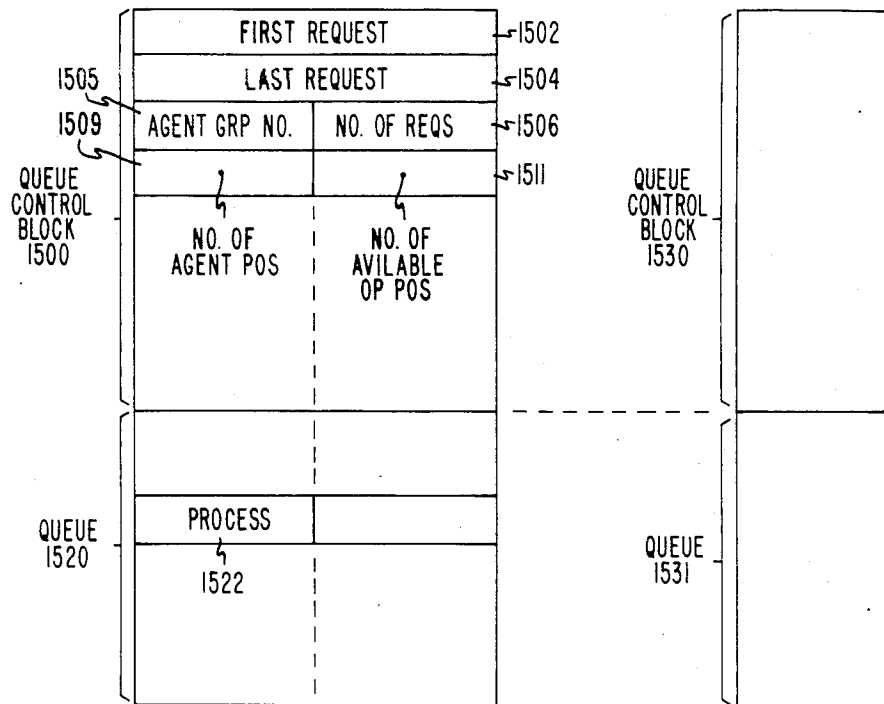 FIRST REQUEST
1502
LAST REQUEST
1504
1505
AGENT GRP NO.
NO. OF REQS
1506
1509
1511
QUEUE
CONTROL
BLOCK
1500
NO. OF
AGENT POS
NO. OF
AVILABLE
OP POS
QUEUE
CONTROL
BLOCK
1530
QUEUE
1520
PROCESS
1522
QUEUE
1531